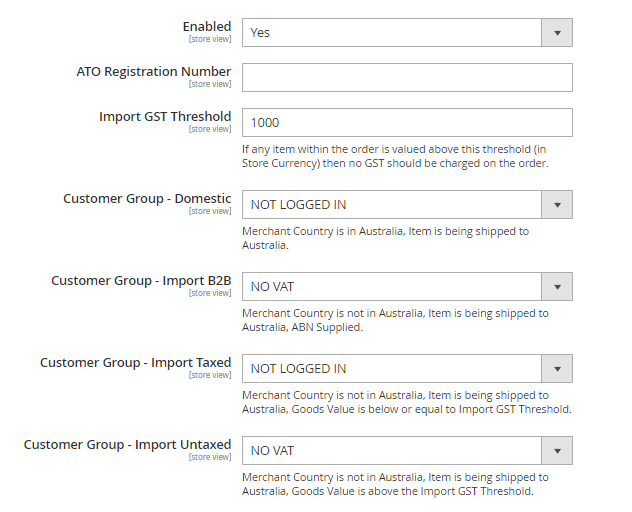 Enabled
[store view]
Yes
ATO Registration Number
[store view]
Import GST Threshold
[store view]
1000
If any item within the order is valued above this threshold (in
Store Currency) then no GST should be charged on the order.
Customer Group - Domestic
[store view]
NOT LOGGED IN
Merchant Country is in Australia, Item is being shipped to
Australia.
Customer Group - Import B2B
[store view]
NO VAT
Merchant Country is not in Australia, Item is being shipped to
Australia, ABN Supplied.
Customer Group - Import Taxed
[store view]
NOT LOGGED IN
Merchant Country is not in Australia, Item is being shipped to
Australia, Goods Value is below or equal to Import GST Threshold.
Customer Group - Import Untaxed
[store view]
NO VAT
Merchant Country is not in Australia, Item is being shipped to
Australia, Goods Value is above the Import GST Threshold.